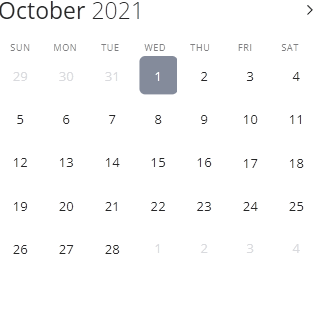 October 2021
SUN MON TUE WED THU FRI SAT
29 30 31 1 2 3 4
5 6 7 8 9 10 11
12 13 14 15 16 17 18
19 20 21 22 23 24 25
26 27 28 1 2 3 4